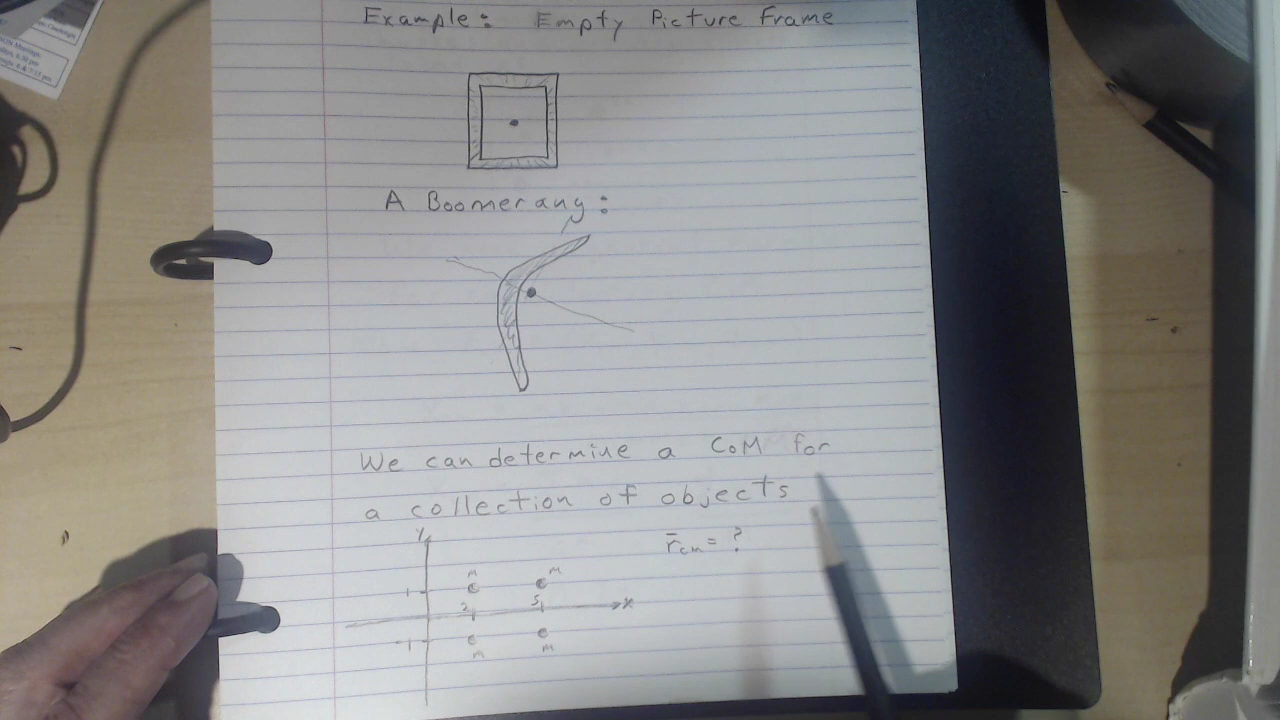 Example: Empty Picture Frame
A Boomerang:
We can determine a CoM for
a collection of objects
y
r̄cm = ?
m m
1
2 5 x
-1
m m